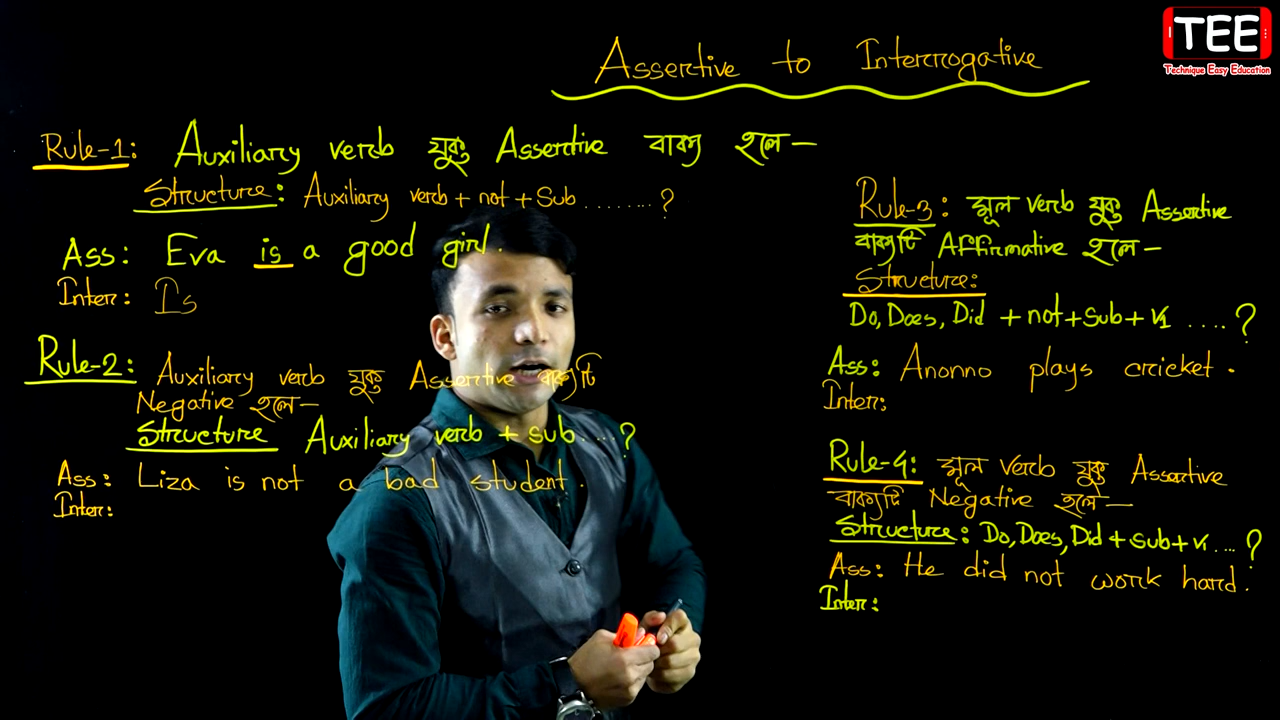 TEE
Technique Easy Education
Assertive to Interrogative
Rule-1: Auxiliary verb যুক্ত Assertive বাক্য হলে–
Structure: Auxiliary verb + not + Sub ........ ?
Ass: Eva is a good girl.
Inter: Is
Rule-2: Auxiliary verb যুক্ত Assertive বাক্যটি
Negative হলে–
Structure Auxiliary verb + sub....?
Ass: Liza is not a bad student.
Inter:
Rule-3: মূল verb যুক্ত Assertive
বাক্যটি Affirmative হলে–
Structure:
Do, Does, Did + not + sub + V1 ....?
Ass: Anonno plays cricket.
Inter:
Rule-4: মূল verb যুক্ত Assertive
বাক্যটি Negative হলে–
Structure: Do, Does, Did + sub + V1 ....?
Ass: He did not work hard.
Inter: